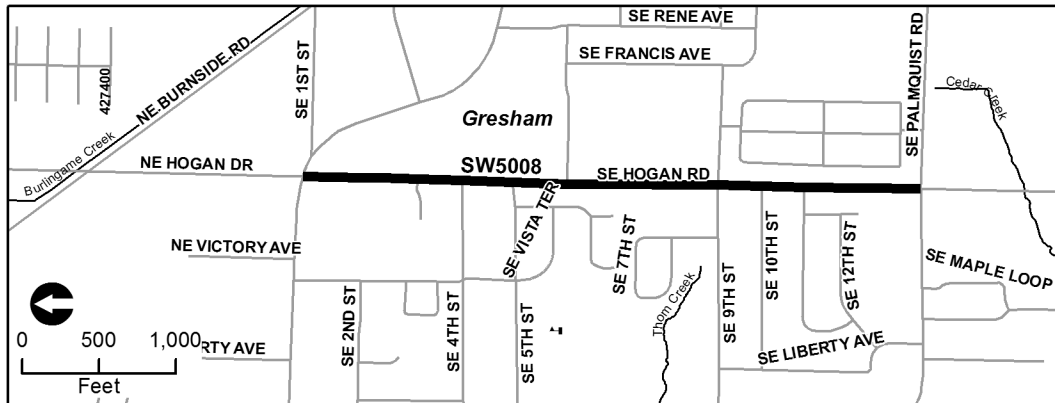 SE RENE AVE
SE FRANCIS AVE
NE BURNSIDE RD
SE 1ST ST
427400
SE PALMQUIST RD
Cedar Creek
Gresham
Burlingame Creek
NE HOGAN DR
SW5008
SE HOGAN RD
SE VISTA TER
NE VICTORY AVE
SE 7TH ST
SE 10TH ST
SE 12TH ST
SE MAPLE LOOP
Thom Creek
SE 2ND ST
SE 4TH ST
SE 5TH ST
SE 9TH ST
SE LIBERTY AVE
0 500 1,000
RTY AVE
Feet